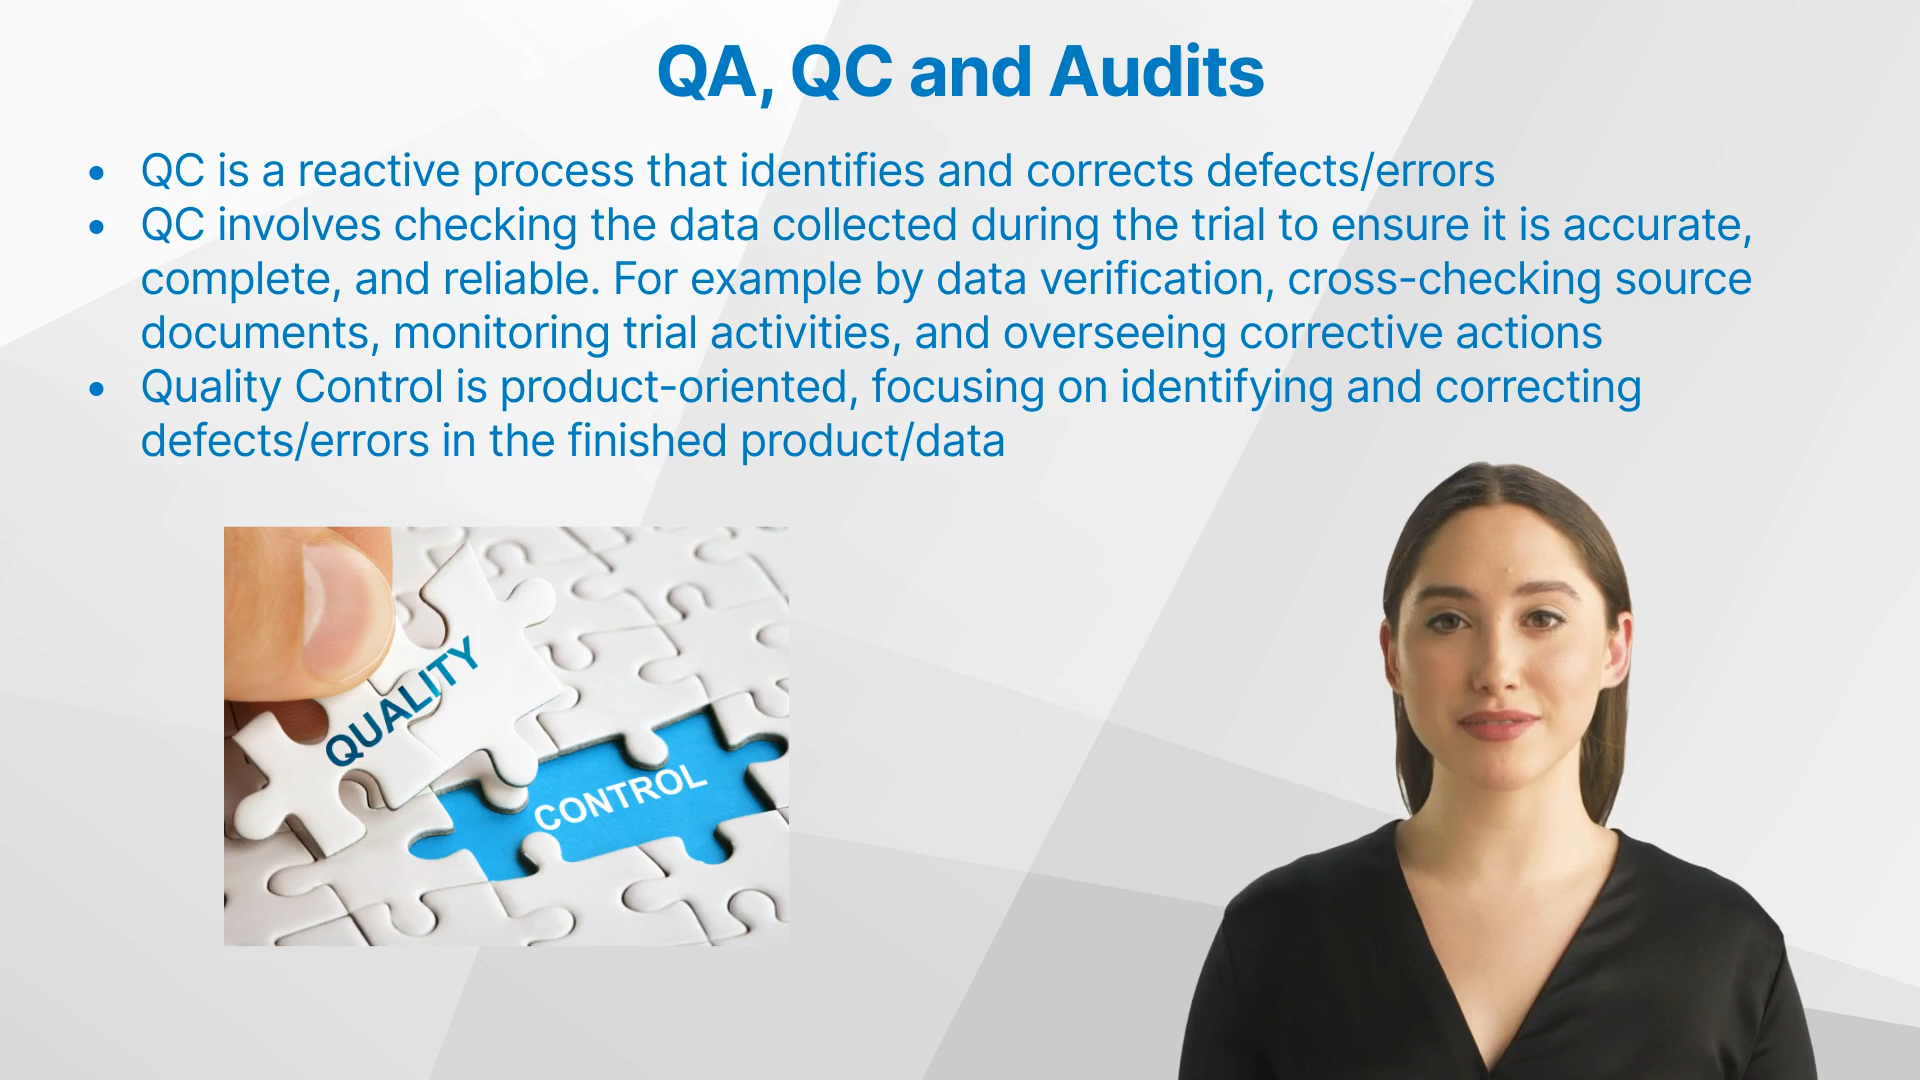 QA, QC and Audits
• QC is a reactive process that identifies and corrects defects/errors
• QC involves checking the data collected during the trial to ensure it is accurate,
complete, and reliable. For example by data verification, cross-checking source
documents, monitoring trial activities, and overseeing corrective actions
• Quality Control is product-oriented, focusing on identifying and correcting
defects/errors in the finished product/data
QUALITY
CONTROL